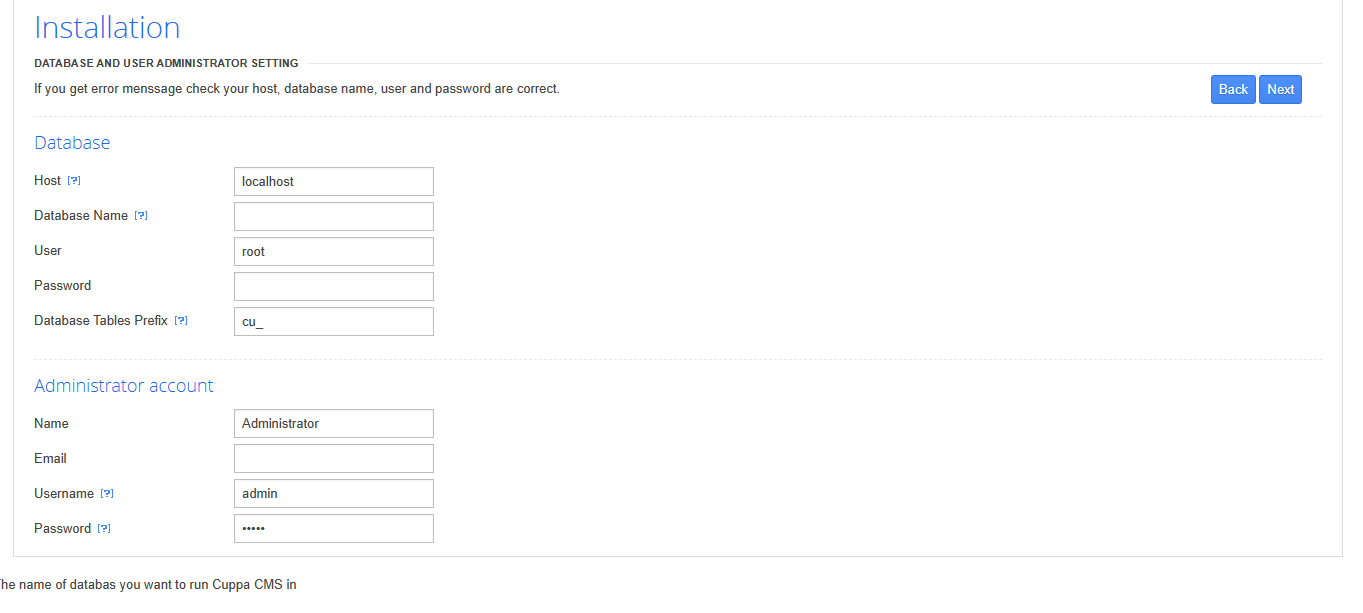 Installation
DATABASE AND USER ADMINISTRATOR SETTING
If you get error menssage check your host, database name, user and password are correct.
Back Next
Database
Host [?] localhost
Database Name [?]
User root
Password
Database Tables Prefix [?] cu_
Administrator account
Name Administrator
Email
Username [?] admin
Password [?] •••••
he name of databas you want to run Cuppa CMS in